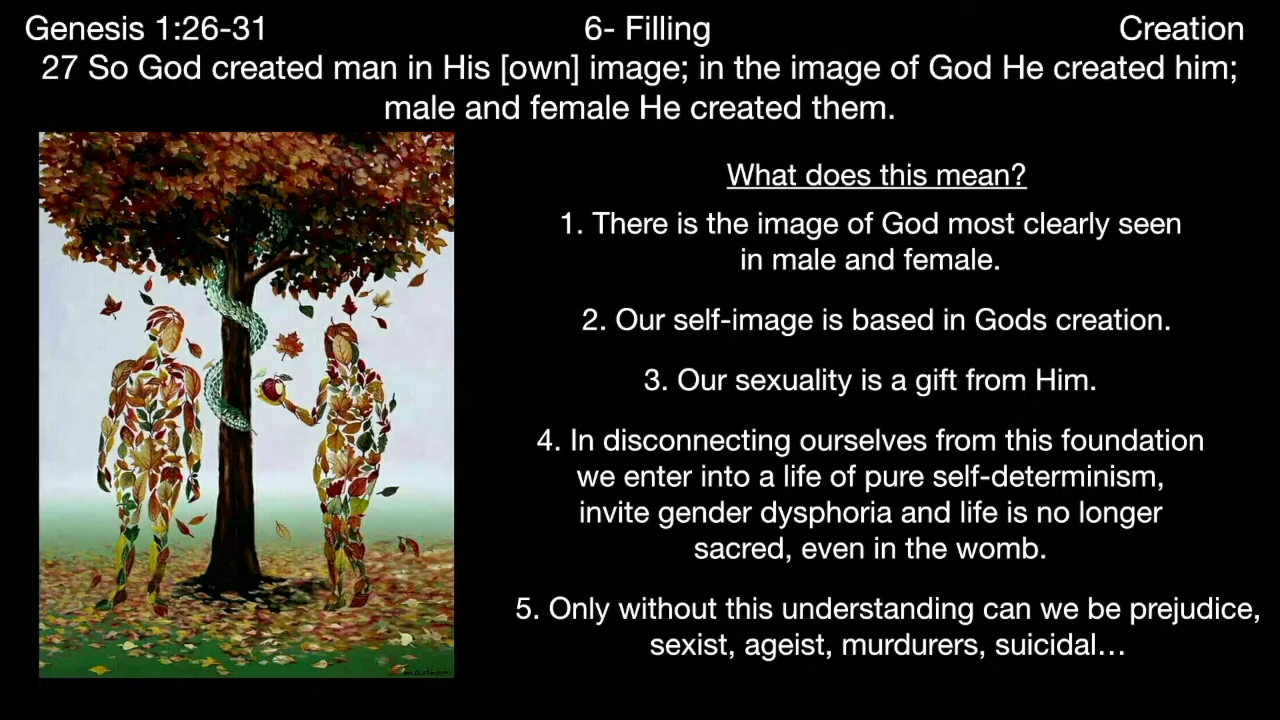 Genesis 1:26-31 6- Filling Creation
27 So God created man in His [own] image; in the image of God He created him;
male and female He created them.
What does this mean?
1. There is the image of God most clearly seen
in male and female.
2. Our self-image is based in Gods creation.
3. Our sexuality is a gift from Him.
4. In disconnecting ourselves from this foundation
we enter into a life of pure self-determinism,
invite gender dysphoria and life is no longer
sacred, even in the womb.
5. Only without this understanding can we be prejudice,
sexist, ageist, murdurers, suicidal…